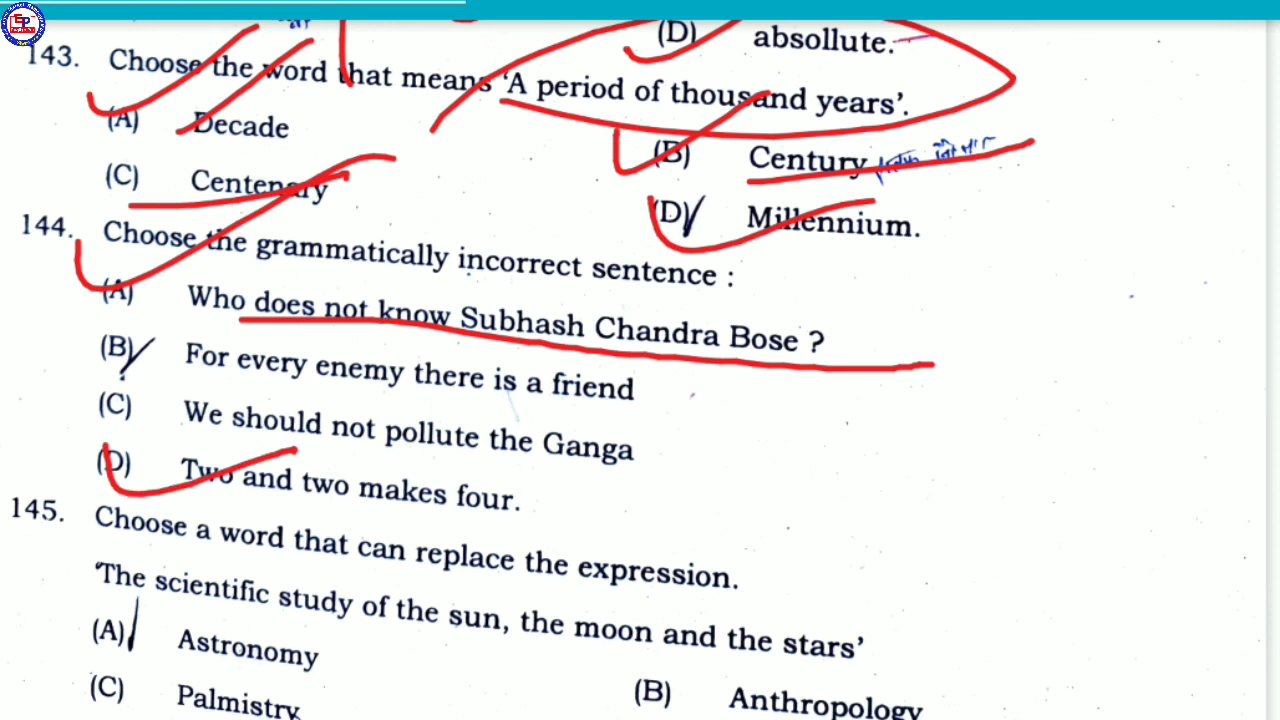 EP
(D) absollute.
143. Choose the word that means 'A period of thousand years'.
(A) Decade
(B) Century
(C) Centenary
(D) Millennium.
144. Choose the grammatically incorrect sentence :
(A) Who does not know Subhash Chandra Bose ?
(B) For every enemy there is a friend
(C) We should not pollute the Ganga
(D) Two and two makes four.
145. Choose a word that can replace the expression.
'The scientific study of the sun, the moon and the stars'
(A) Astronomy
(B) Anthropology
(C) Palmistry